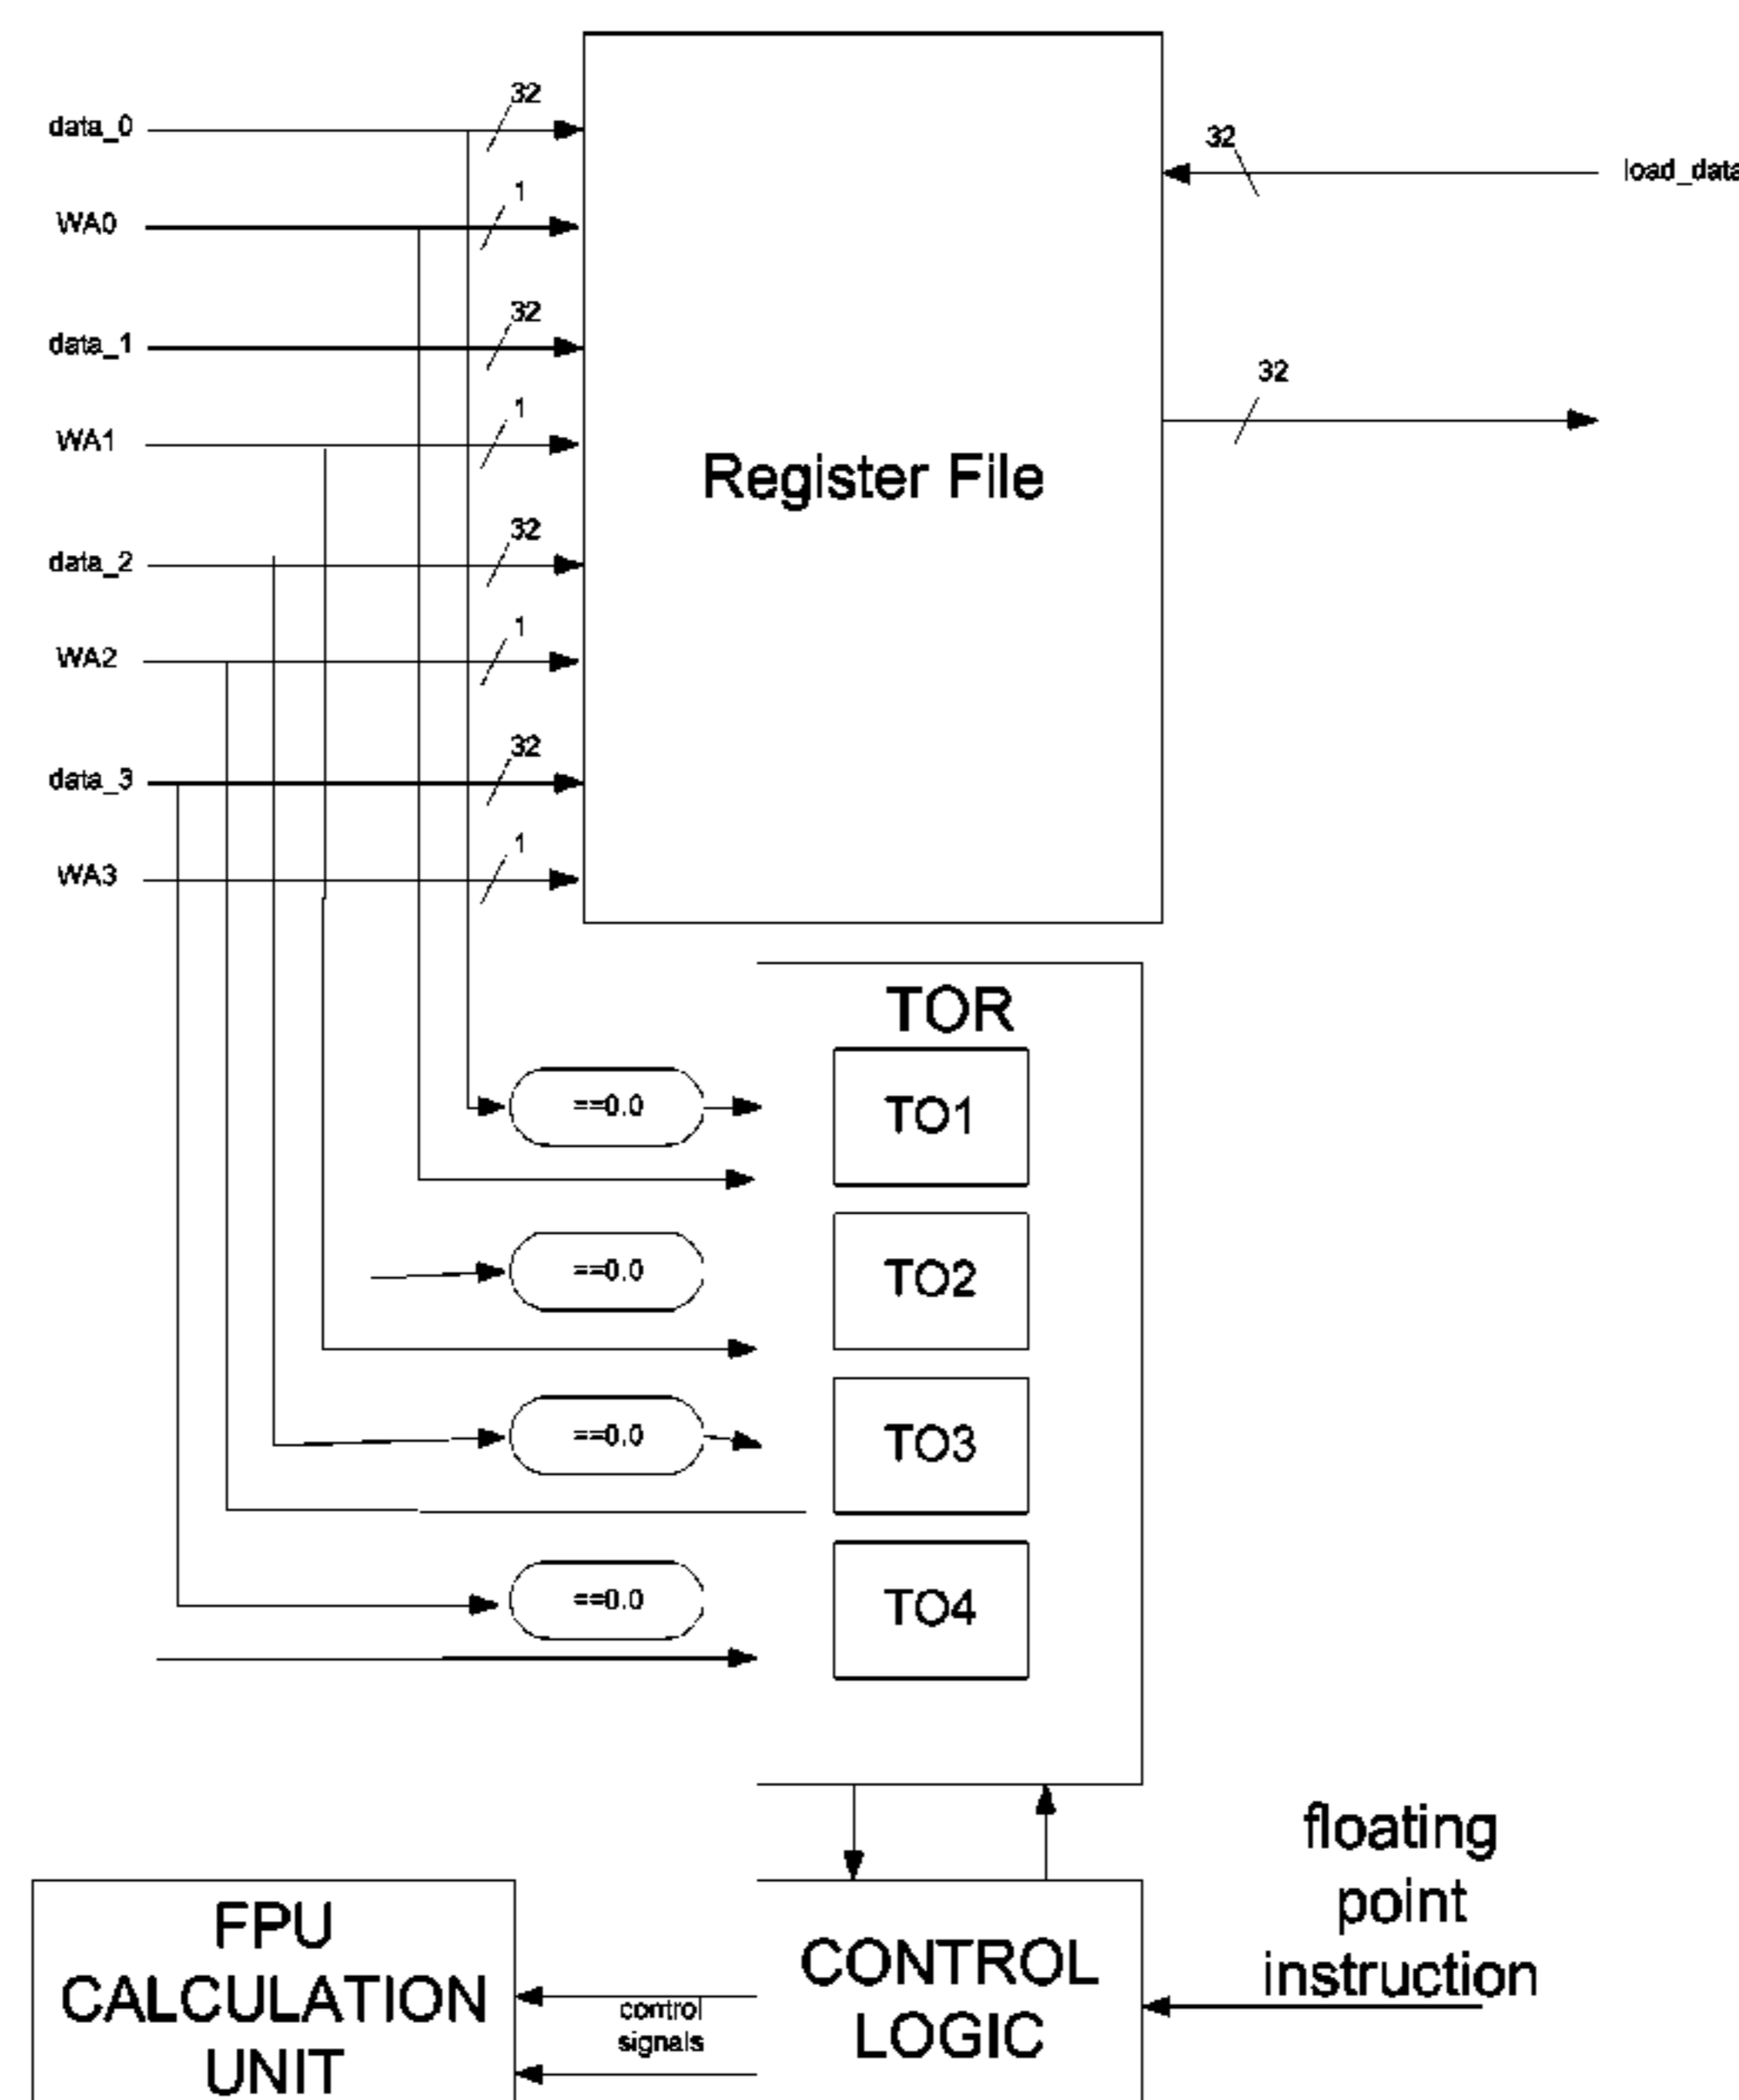 32
data_0
32
load_data
1
WA0
32
data_1
32
1
WA1
Register File
32
data_2
1
WA2
32
data_3
1
WA3
TOR
==0.0
TO1
==0.0
TO2
==0.0
TO3
==0.0
TO4
floating
point
instruction
FPU
CALCULATION
UNIT
control
signals
CONTROL
LOGIC